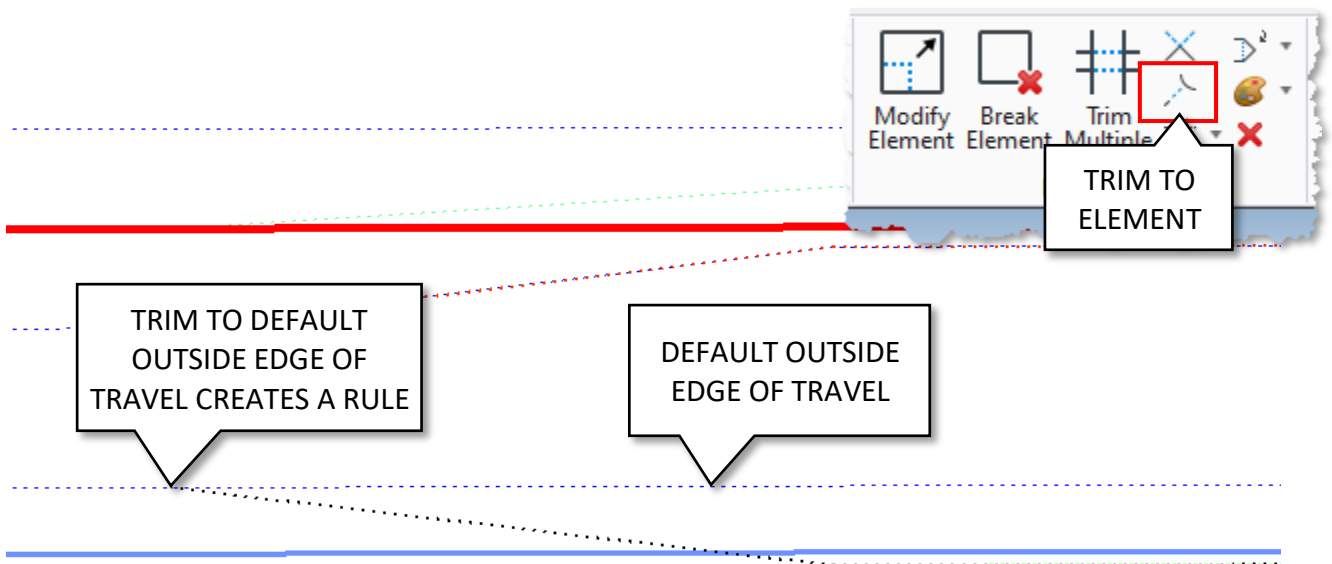 Modify
Element
Break
Element
Trim
Multiple
TRIM TO
ELEMENT
TRIM TO DEFAULT
OUTSIDE EDGE OF
TRAVEL CREATES A RULE
DEFAULT OUTSIDE
EDGE OF TRAVEL